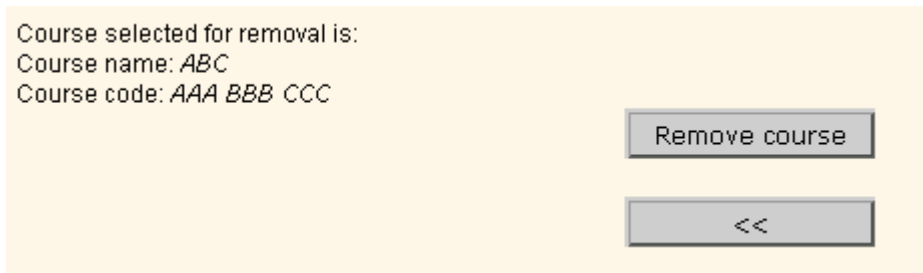 Course selected for removal is:
Course name: ABC
Course code: AAA BBB CCC
Remove course
<<